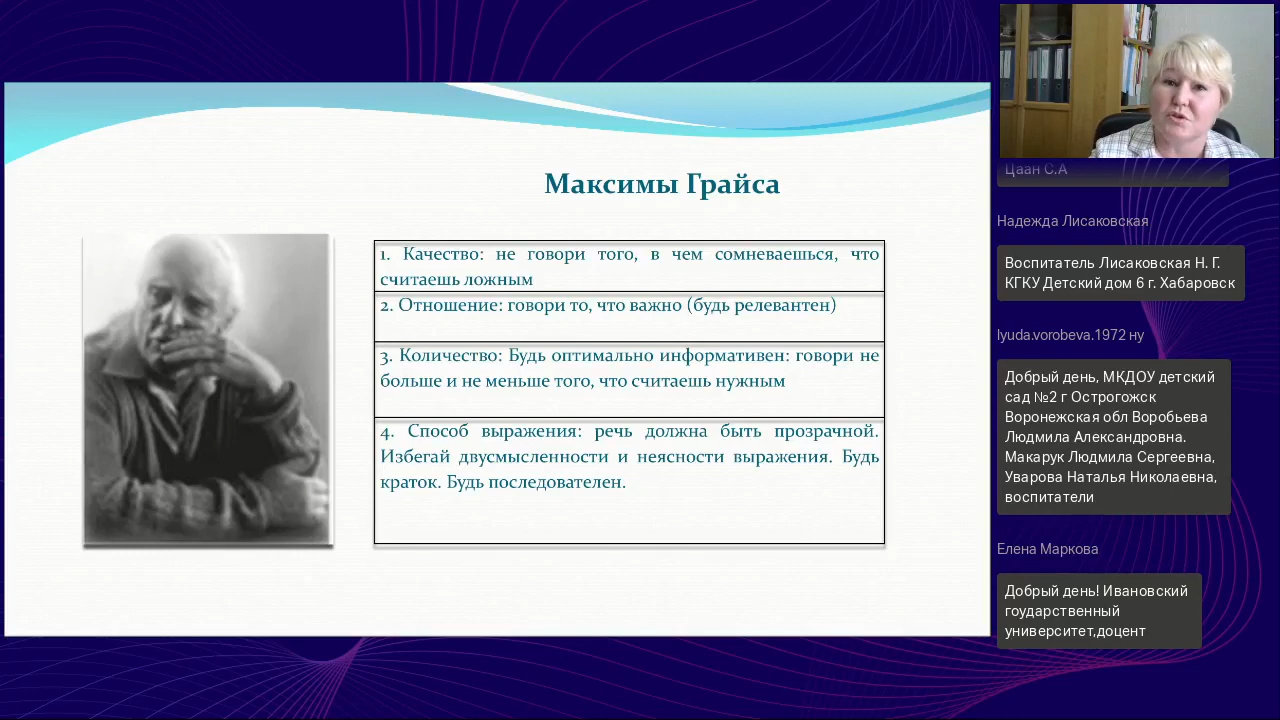 Максимы Грайса
1. Качество: не говори того, в чем сомневаешься, что
считаешь ложным
2. Отношение: говори то, что важно (будь релевантен)
3. Количество: Будь оптимально информативен: говори не
больше и не меньше того, что считаешь нужным
4. Способ выражения: речь должна быть прозрачной.
Избегай двусмысленности и неясности выражения. Будь
краток. Будь последователен.
Цаан С.А
Надежда Лисаковская
Воспитатель Лисаковская Н. Г.
КГКУ Детский дом 6 г. Хабаровск
lyuda.vorobeva.1972 ну
Добрый день, МКДОУ детский
сад №2 г Острогожск
Воронежская обл Воробьева
Людмила Александровна.
Макарук Людмила Сергеевна,
Уварова Наталья Николаевна,
воспитатели
Елена Маркова
Добрый день! Ивановский
гоударственный
университет,доцент